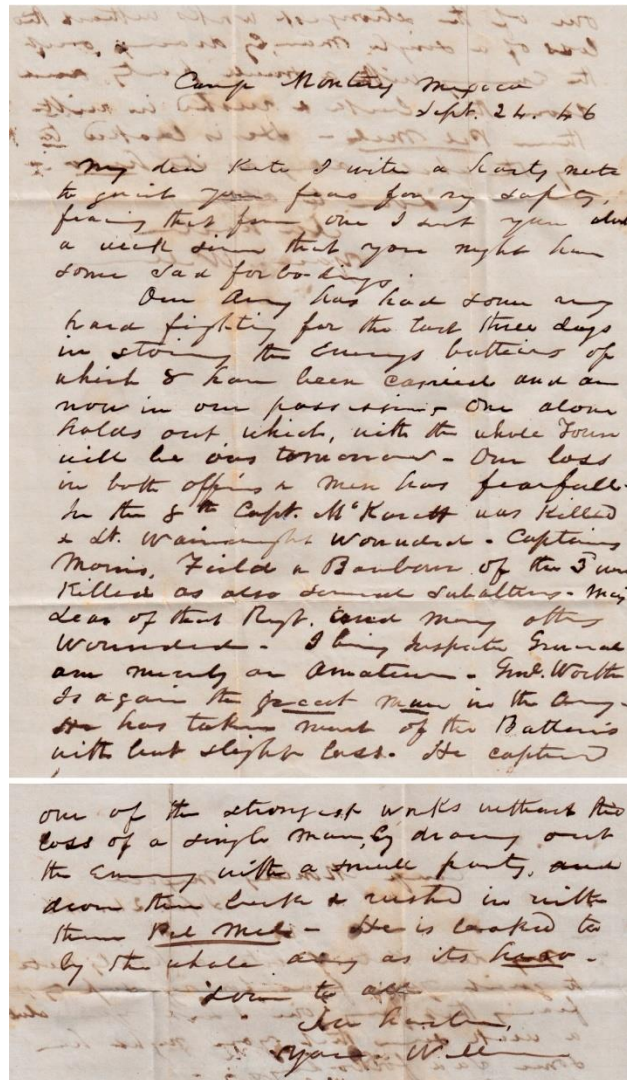 Camp Monterey Mexico
Sept. 24. 46
My dear Kate I write a hasty note
to quiet your fears for my safety,
fearing that from one I sent you about
a week since that you might have
some sad forbodings.
Our Army has had some very
hard fighting for the last three days
in storming the Enemys batteries of
which 8 have been carried and are
now in our possession - One alone
holds out which, with the whole Town
will be ours tomorrow - Our loss
in both officers & men has fearfull -
In the 8th Capt. McKavett was killed
& Lt. Wainwright wounded - Captains
Morris, Field & Barbour of the 3 were
killed as also several subalterns - Maj
Lear of that Regt. and many others
Wounded - I being Inspector General
am merely an Amateur - Genl. Worth
Is again the great man in the Army -
He has taken most of the Batteries
with but slight loss. He captured
one of the strongest works without the
loss of a single man, by drawing out
the Enemy with a small party, and
drove them back & rushed in with
them Pel Mel - He is looked to
by the whole army as its hero -
Love to all
In haste,
Yours